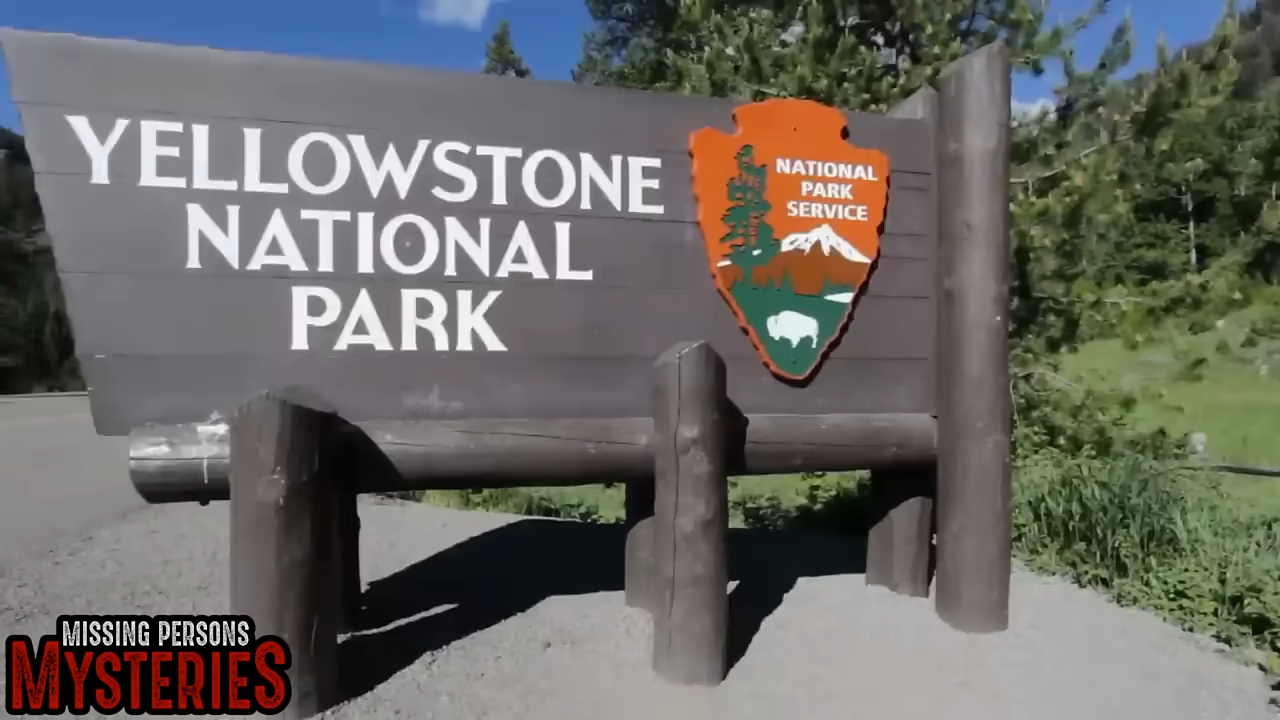 YELLOWSTONE
NATIONAL
PARK
NATIONAL
PARK
SERVICE
MISSING PERSONS
MYSTERIES